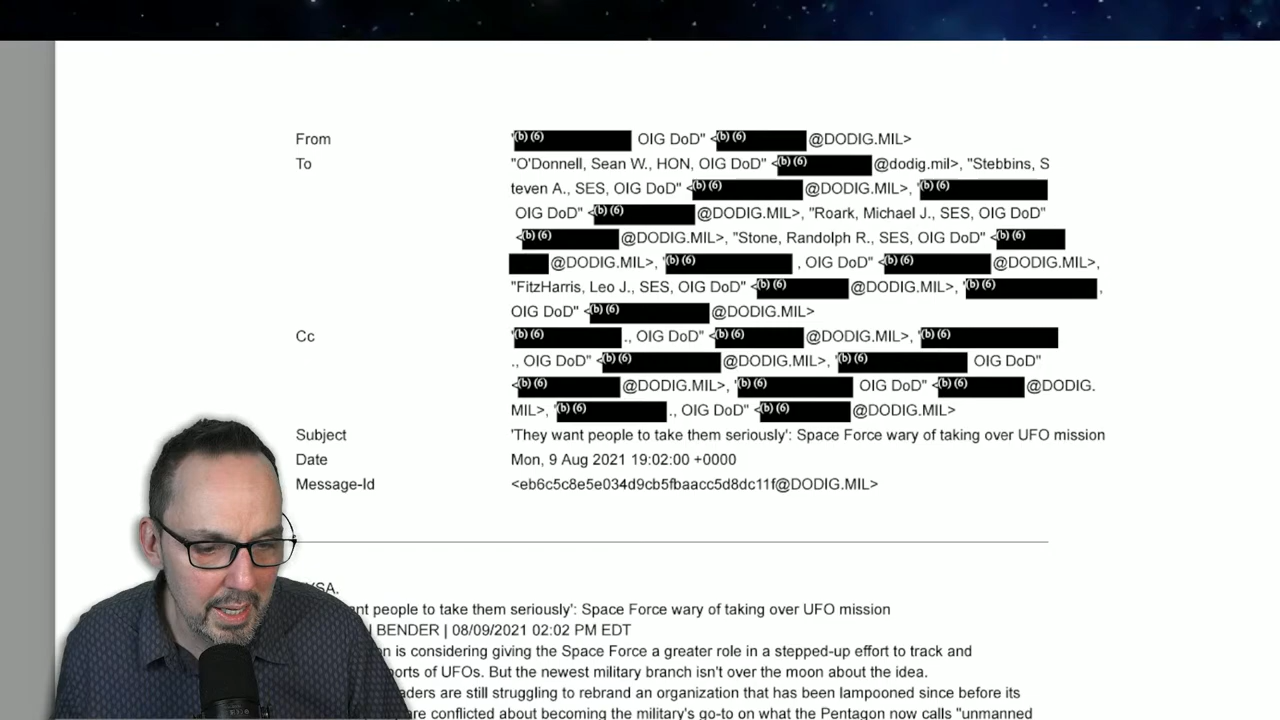 From '(b) (6) OIG DoD" <(b) (6) @DODIG.MIL>
To "O'Donnell, Sean W., HON, OIG DoD" <(b) (6) @dodig.mil>, "Stebbins, S
teven A., SES, OIG DoD" <(b) (6) @DODIG.MIL>, '(b) (6)
OIG DoD" <(b) (6) @DODIG.MIL>, "Roark, Michael J., SES, OIG DoD"
<(b) (6) @DODIG.MIL>, "Stone, Randolph R., SES, OIG DoD" <(b) (6)
@DODIG.MIL>, '(b) (6) , OIG DoD" <(b) (6) @DODIG.MIL>,
"FitzHarris, Leo J., SES, OIG DoD" <(b) (6) @DODIG.MIL>, '(b) (6) ,
OIG DoD" <(b) (6) @DODIG.MIL>
Cc '(b) (6) ., OIG DoD" <(b) (6) @DODIG.MIL>, '(b) (6)
., OIG DoD" <(b) (6) @DODIG.MIL>, '(b) (6) OIG DoD"
<(b) (6) @DODIG.MIL>, '(b) (6) OIG DoD" <(b) (6) @DODIG.
MIL>, '(b) (6) ., OIG DoD" <(b) (6) @DODIG.MIL>
Subject 'They want people to take them seriously': Space Force wary of taking over UFO mission
Date Mon, 9 Aug 2021 19:02:00 +0000
Message-Id <eb6c5c8e5e034d9cb5fbaacc5d8dc11f@DODIG.MIL>
people to take them seriously': Space Force wary of taking over UFO mission
BENDER | 08/09/2021 02:02 PM EDT
is considering giving the Space Force a greater role in a stepped-up effort to track and
of UFOs. But the newest military branch isn't over the moon about the idea.
are still struggling to rebrand an organization that has been lampooned since before its
are conflicted about becoming the military's go-to on what the Pentagon now calls "unmanned